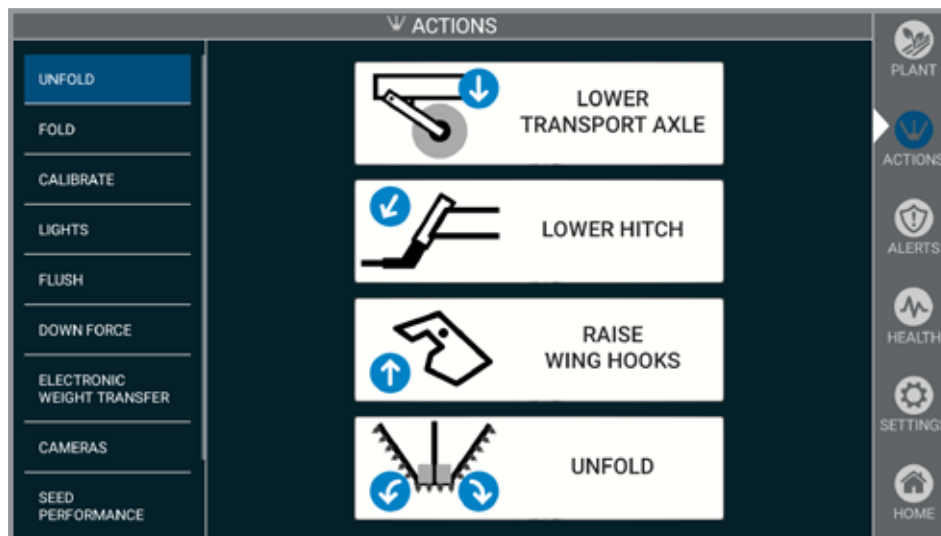 ACTIONS
UNFOLD
FOLD
CALIBRATE
LIGHTS
FLUSH
DOWN FORCE
ELECTRONIC
WEIGHT TRANSFER
CAMERAS
SEED
PERFORMANCE
LOWER
TRANSPORT AXLE
LOWER HITCH
RAISE
WING HOOKS
UNFOLD
PLANT
ACTIONS
ALERTS
HEALTH
SETTINGS
HOME